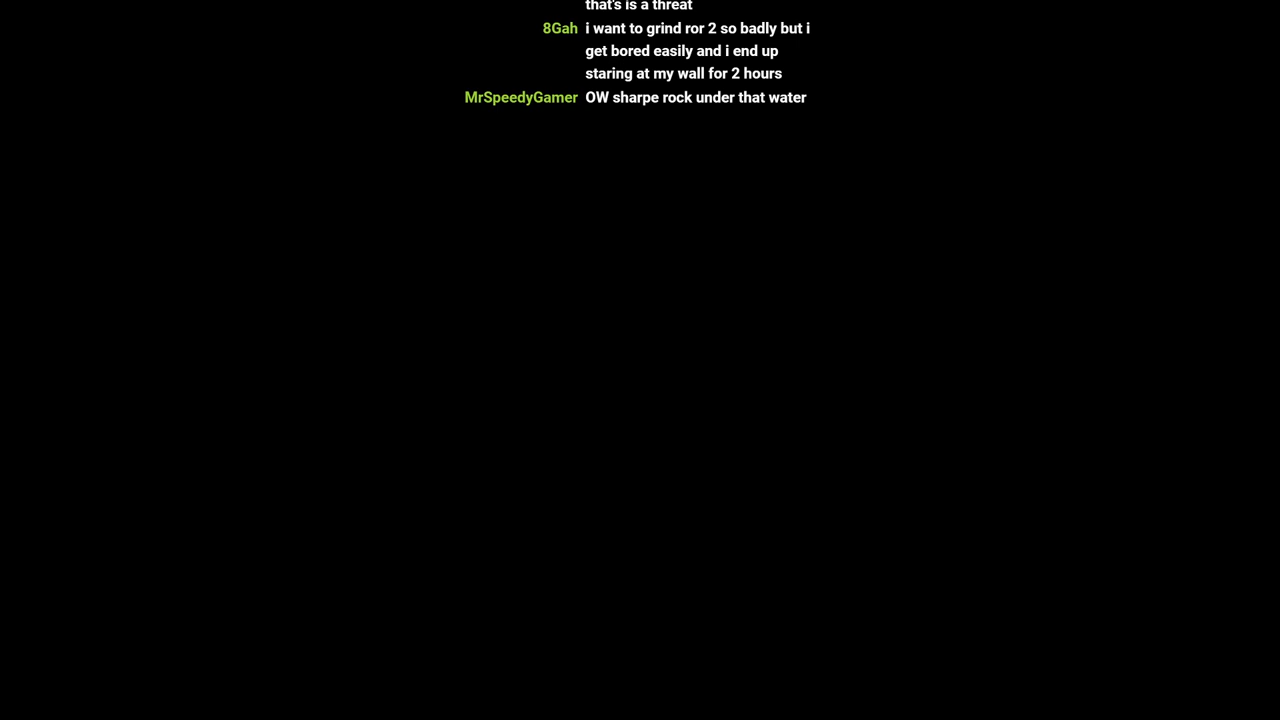 that's is a threat
8Gah i want to grind ror 2 so badly but i
get bored easily and i end up
staring at my wall for 2 hours
MrSpeedyGamer OW sharpe rock under that water